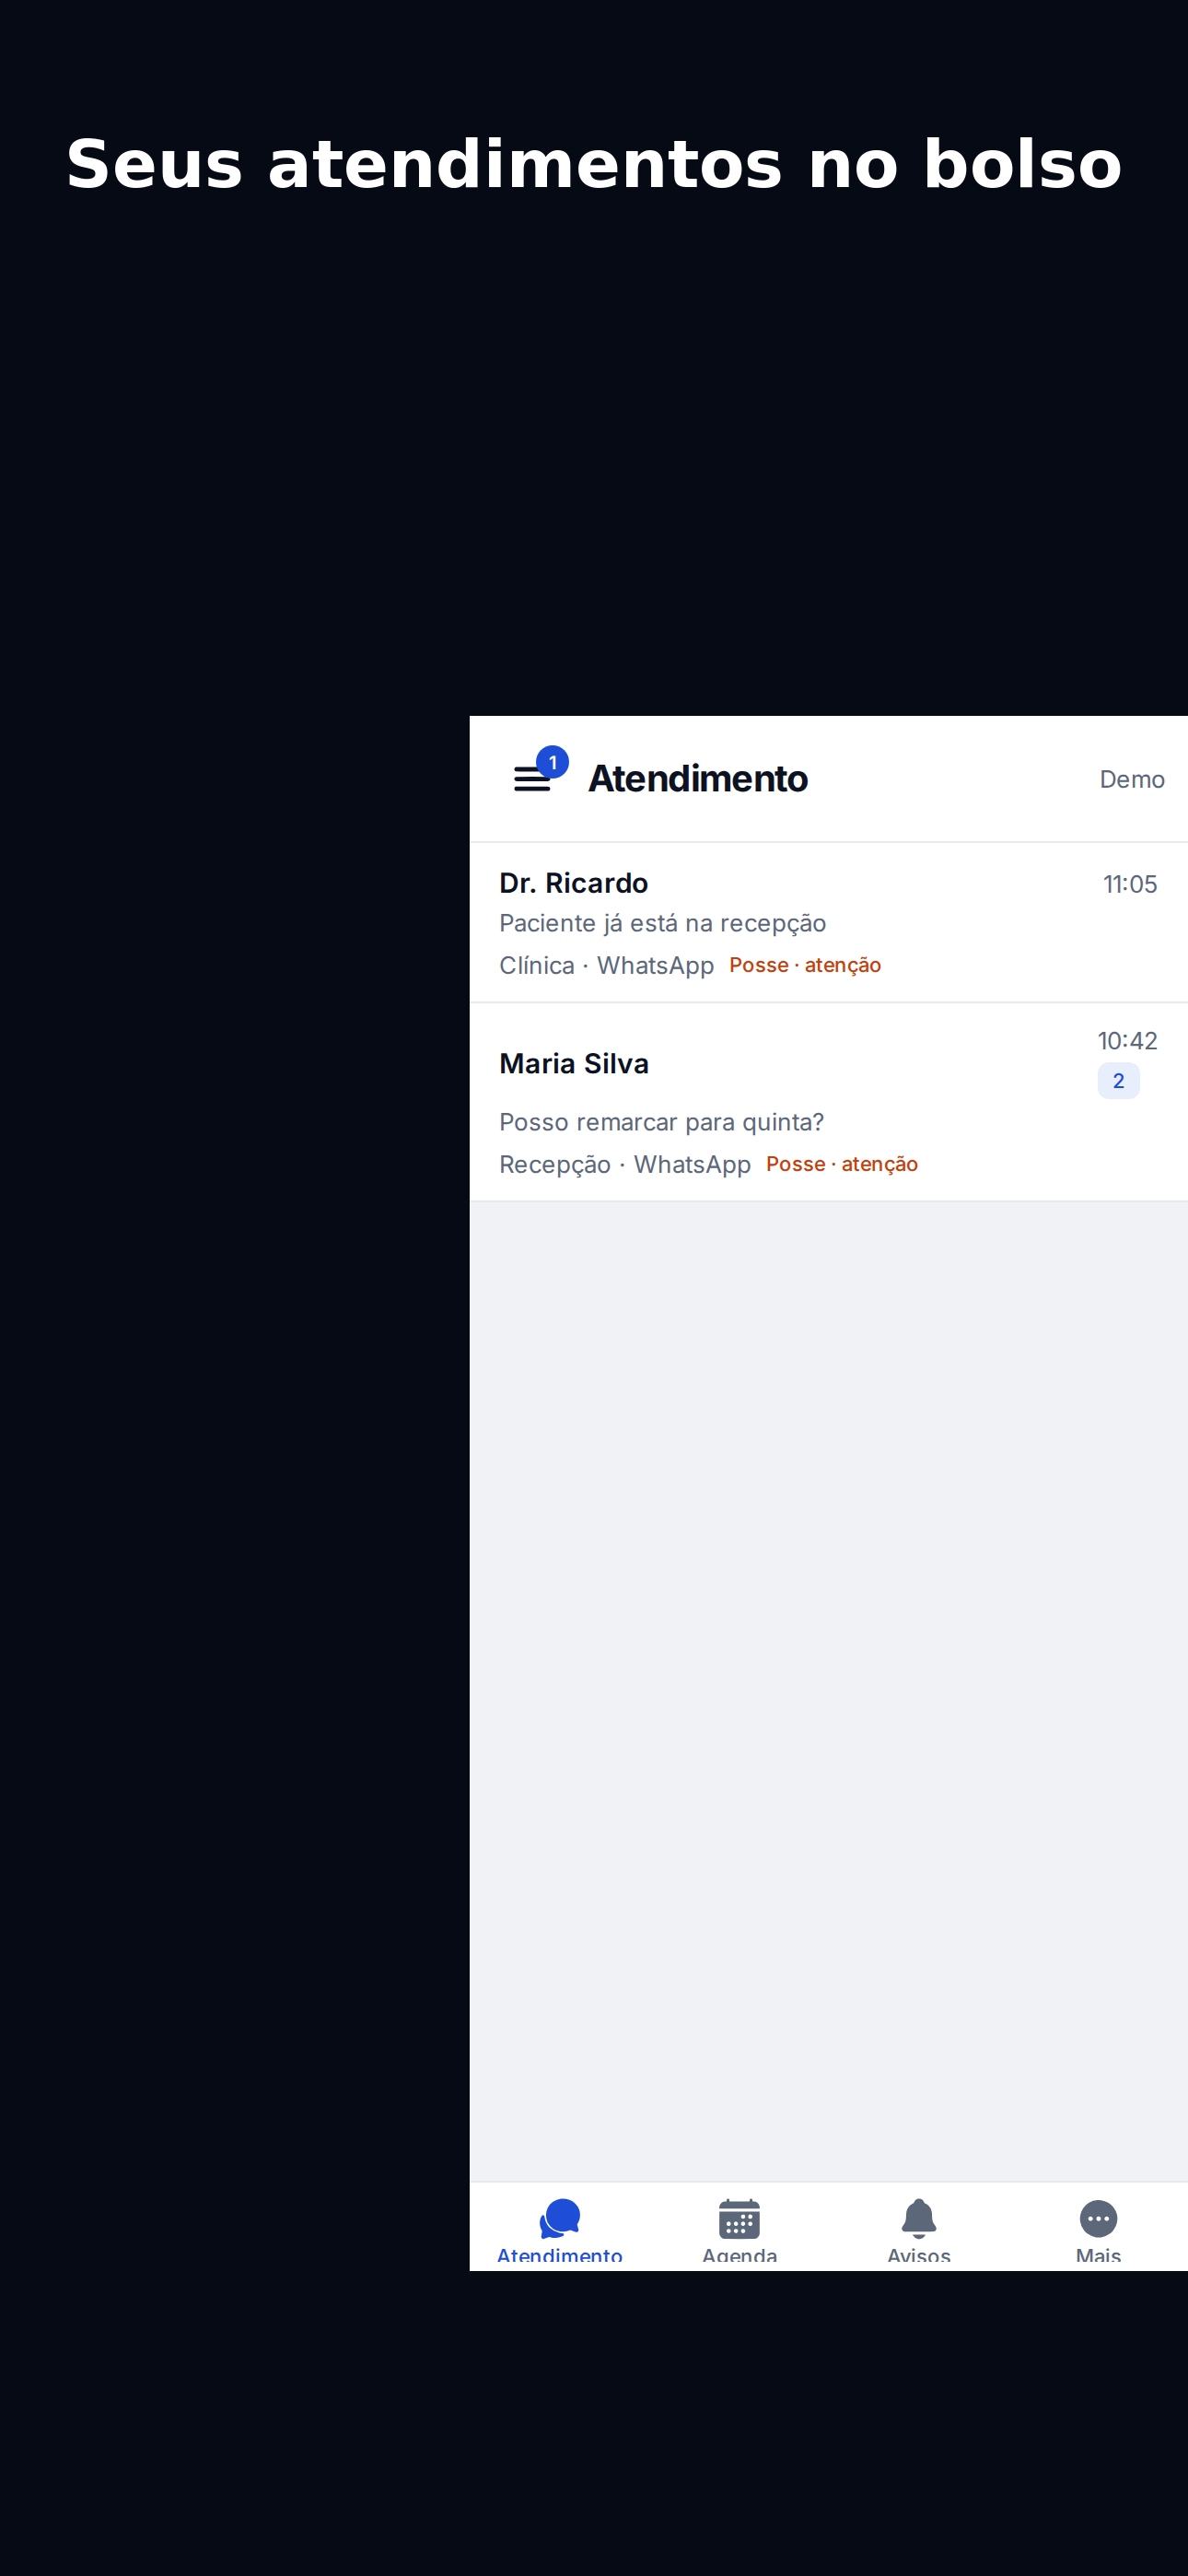 Seus atendimentos no bolso
1
Atendimento
Demo
Dr. Ricardo
11:05
Paciente já está na recepção
Clínica · WhatsApp Posse · atenção
10:42
Maria Silva
2
Posso remarcar para quinta?
Recepção · WhatsApp Posse · atenção
Atendimento Agenda Avisos Mais